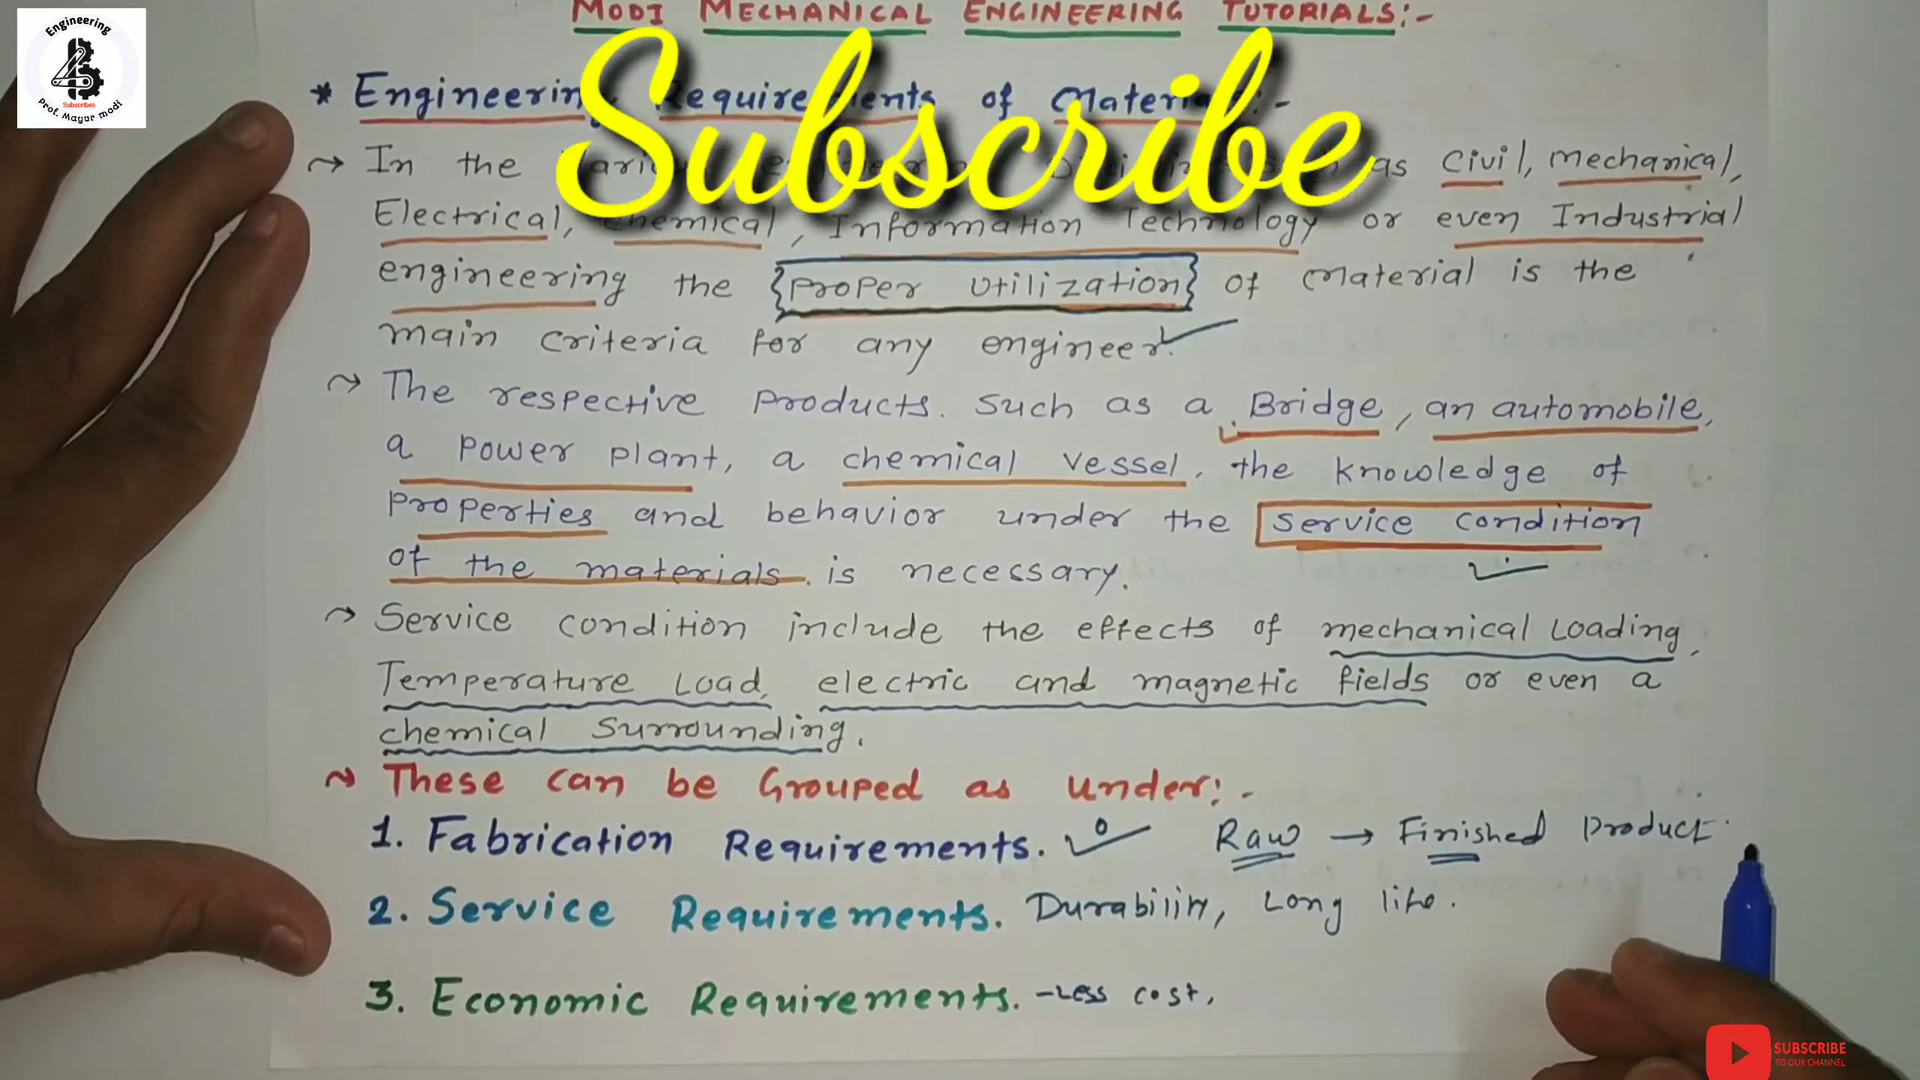 MODI MECHANICAL ENGINEERING TUTORIALS:-
Engineering
Subscribes
Prof. Mayur modi
Subscribe
* Engineering Requirements of Materials:-
→ In the as Civil, mechanical,
Electrical, chemical, Information Technology or even Industrial
engineering the {proper utilization} of material is the
main criteria for any engineer.
→ The respective products. such as a Bridge, an automobile,
a power plant, a chemical vessel, the knowledge of
properties and behavior under the service condition
of the materials is necessary.
→ Service condition include the effects of mechanical Loading,
Temperature Load, electric and magnetic fields or even a
chemical surrounding.
→ These can be Grouped as under:-
1. Fabrication Requirements. Raw → Finished Product.
2. Service Requirements. Durability, Long life.
3. Economic Requirements. -Less cost,
SUBSCRIBE
TO OUR CHANNEL